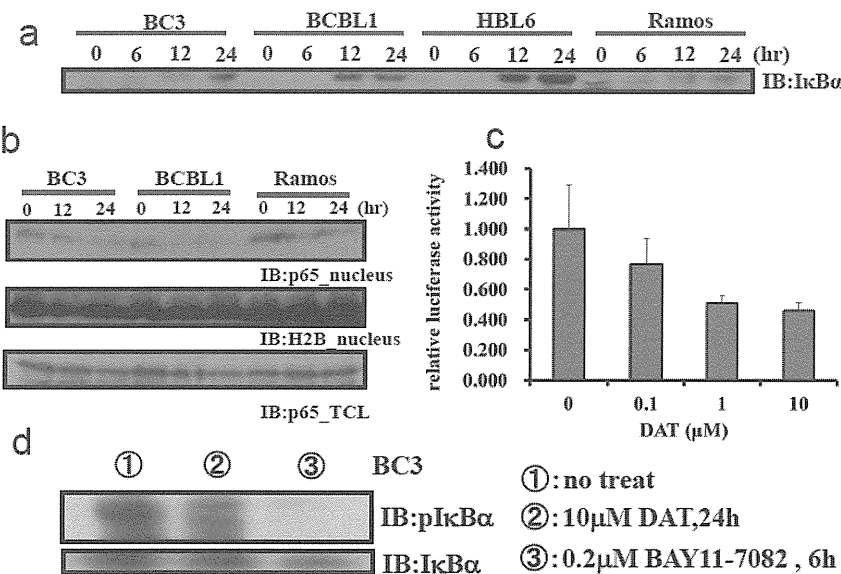 a
BC3 BCBL1 HBL6 Ramos
0 6 12 24 0 6 12 24 0 6 12 24 0 6 12 24 (hr)
IB:IκBα
b
BC3 BCBL1 Ramos
0 12 24 0 12 24 0 12 24 (hr)
IB:p65_nucleus
IB:H2B_nucleus
IB:p65_TCL
c
relative luciferase activity
1.400
1.200
1.000
0.800
0.600
0.400
0.200
0.000
0 0.1 1 10
DAT (μM)
d
① ② ③ BC3
IB:pIκBα
IB:IκBα
①: no treat
②: 10μM DAT,24h
③: 0.2μM BAY11-7082 , 6h